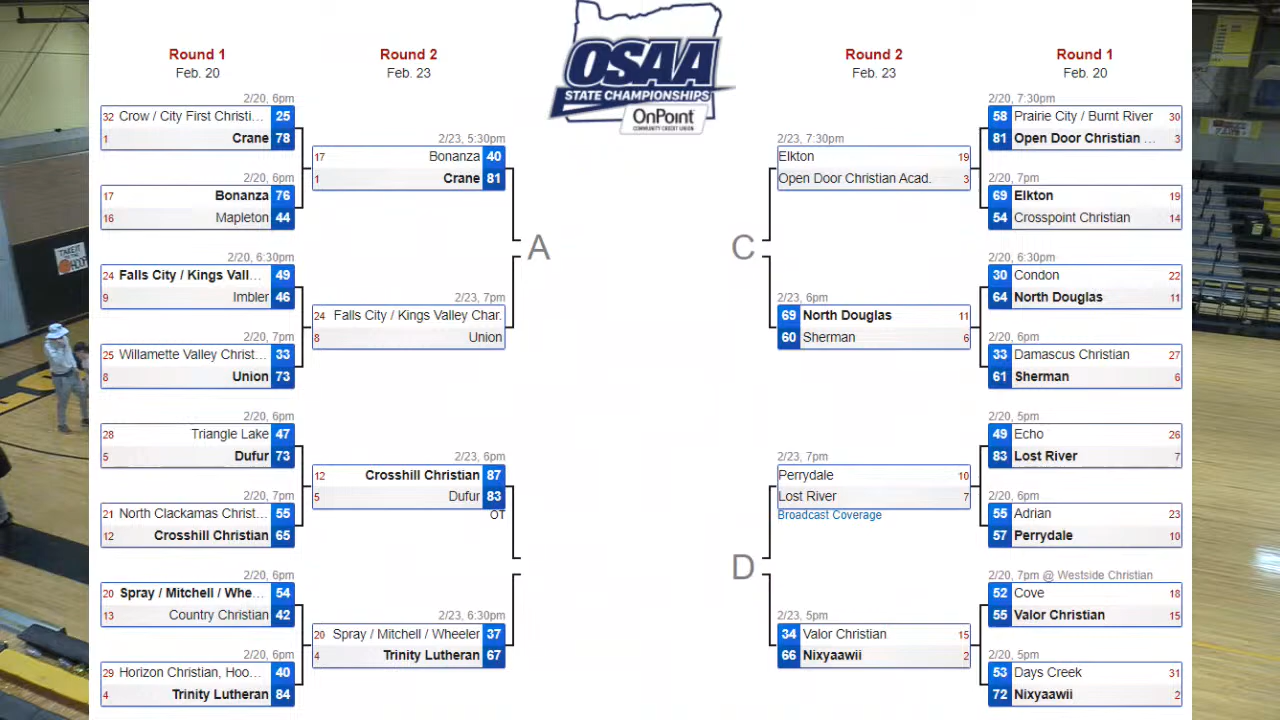 OSAA
STATE CHAMPIONSHIPS
OnPoint
COMMUNITY CREDIT UNION
Round 1
Feb. 20
2/20, 6pm
32 Crow / City First Christi... 25
1 Crane 78
2/20, 6pm
17 Bonanza 76
16 Mapleton 44
2/20, 6:30pm
24 Falls City / Kings Vall... 49
9 Imbler 46
2/20, 7pm
25 Willamette Valley Christ... 33
8 Union 73
2/20, 6pm
28 Triangle Lake 47
5 Dufur 73
2/20, 7pm
21 North Clackamas Christ... 55
12 Crosshill Christian 65
2/20, 6pm
20 Spray / Mitchell / Whe... 54
13 Country Christian 42
2/20, 6pm
29 Horizon Christian, Hoo... 40
4 Trinity Lutheran 84
Round 2
Feb. 23
2/23, 5:30pm
17 Bonanza 40
1 Crane 81
2/23, 7pm
24 Falls City / Kings Valley Char.
8 Union
2/23, 6pm
12 Crosshill Christian 87
5 Dufur 83
OT
2/23, 6:30pm
20 Spray / Mitchell / Wheeler 37
4 Trinity Lutheran 67
A
C
D
Round 2
Feb. 23
2/23, 7:30pm
Elkton 19
Open Door Christian Acad. 3
2/23, 6pm
69 North Douglas 11
60 Sherman 6
2/23, 7pm
Perrydale 10
Lost River 7
Broadcast Coverage
2/23, 5pm
34 Valor Christian 15
66 Nixyaawii 2
Round 1
Feb. 20
2/20, 7:30pm
58 Prairie City / Burnt River 30
81 Open Door Christian ... 3
2/20, 7pm
69 Elkton 19
54 Crosspoint Christian 14
2/20, 6:30pm
30 Condon 22
64 North Douglas 11
2/20, 6pm
33 Damascus Christian 27
61 Sherman 6
2/20, 5pm
49 Echo 26
83 Lost River 7
2/20, 6pm
55 Adrian 23
57 Perrydale 10
2/20, 7pm @ Westside Christian
52 Cove 18
55 Valor Christian 15
2/20, 5pm
53 Days Creek 31
72 Nixyaawii 2